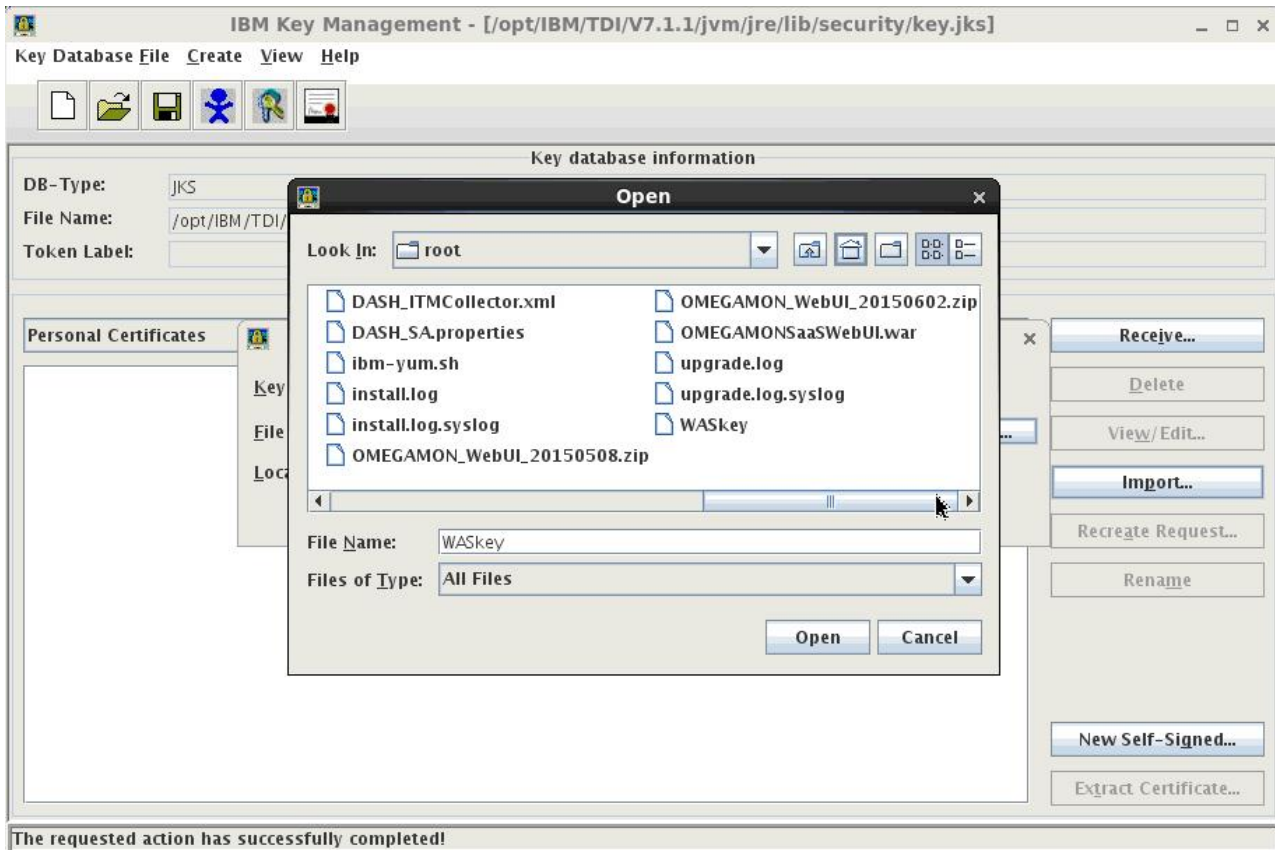 IBM Key Management - [/opt/IBM/TDI/V7.1.1/jvm/jre/lib/security/key.jks]
Key Database File Create View Help
Key database information
DB-Type: JKS
File Name: /opt/IBM/TDI/
Token Label:
Open
Look In: root
DASH_ITMCollector.xml
DASH_SA.properties
ibm-yum.sh
install.log
install.log.syslog
OMEGAMON_WebUI_20150508.zip
OMEGAMON_WebUI_20150602.zip
OMEGAMONSaaSWebUI.war
upgrade.log
upgrade.log.syslog
WASkey
File Name: WASkey
Files of Type: All Files
Open Cancel
Personal Certificates
Key
File
...
Loca
Receive...
Delete
View/Edit...
Import...
Recreate Request...
Rename
New Self-Signed...
Extract Certificate...
The requested action has successfully completed!